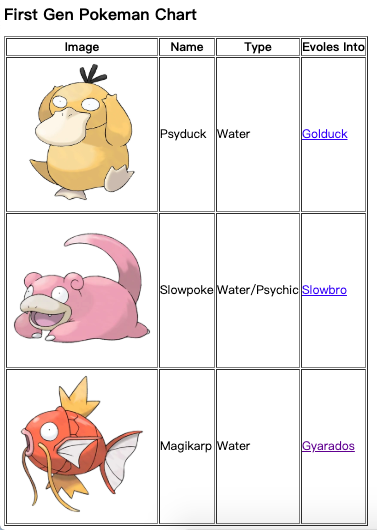 First Gen Pokeman Chart
Image Name Type Evoles Into
Psyduck Water Golduck
Slowpoke Water/Psychic Slowbro
Magikarp Water Gyarados